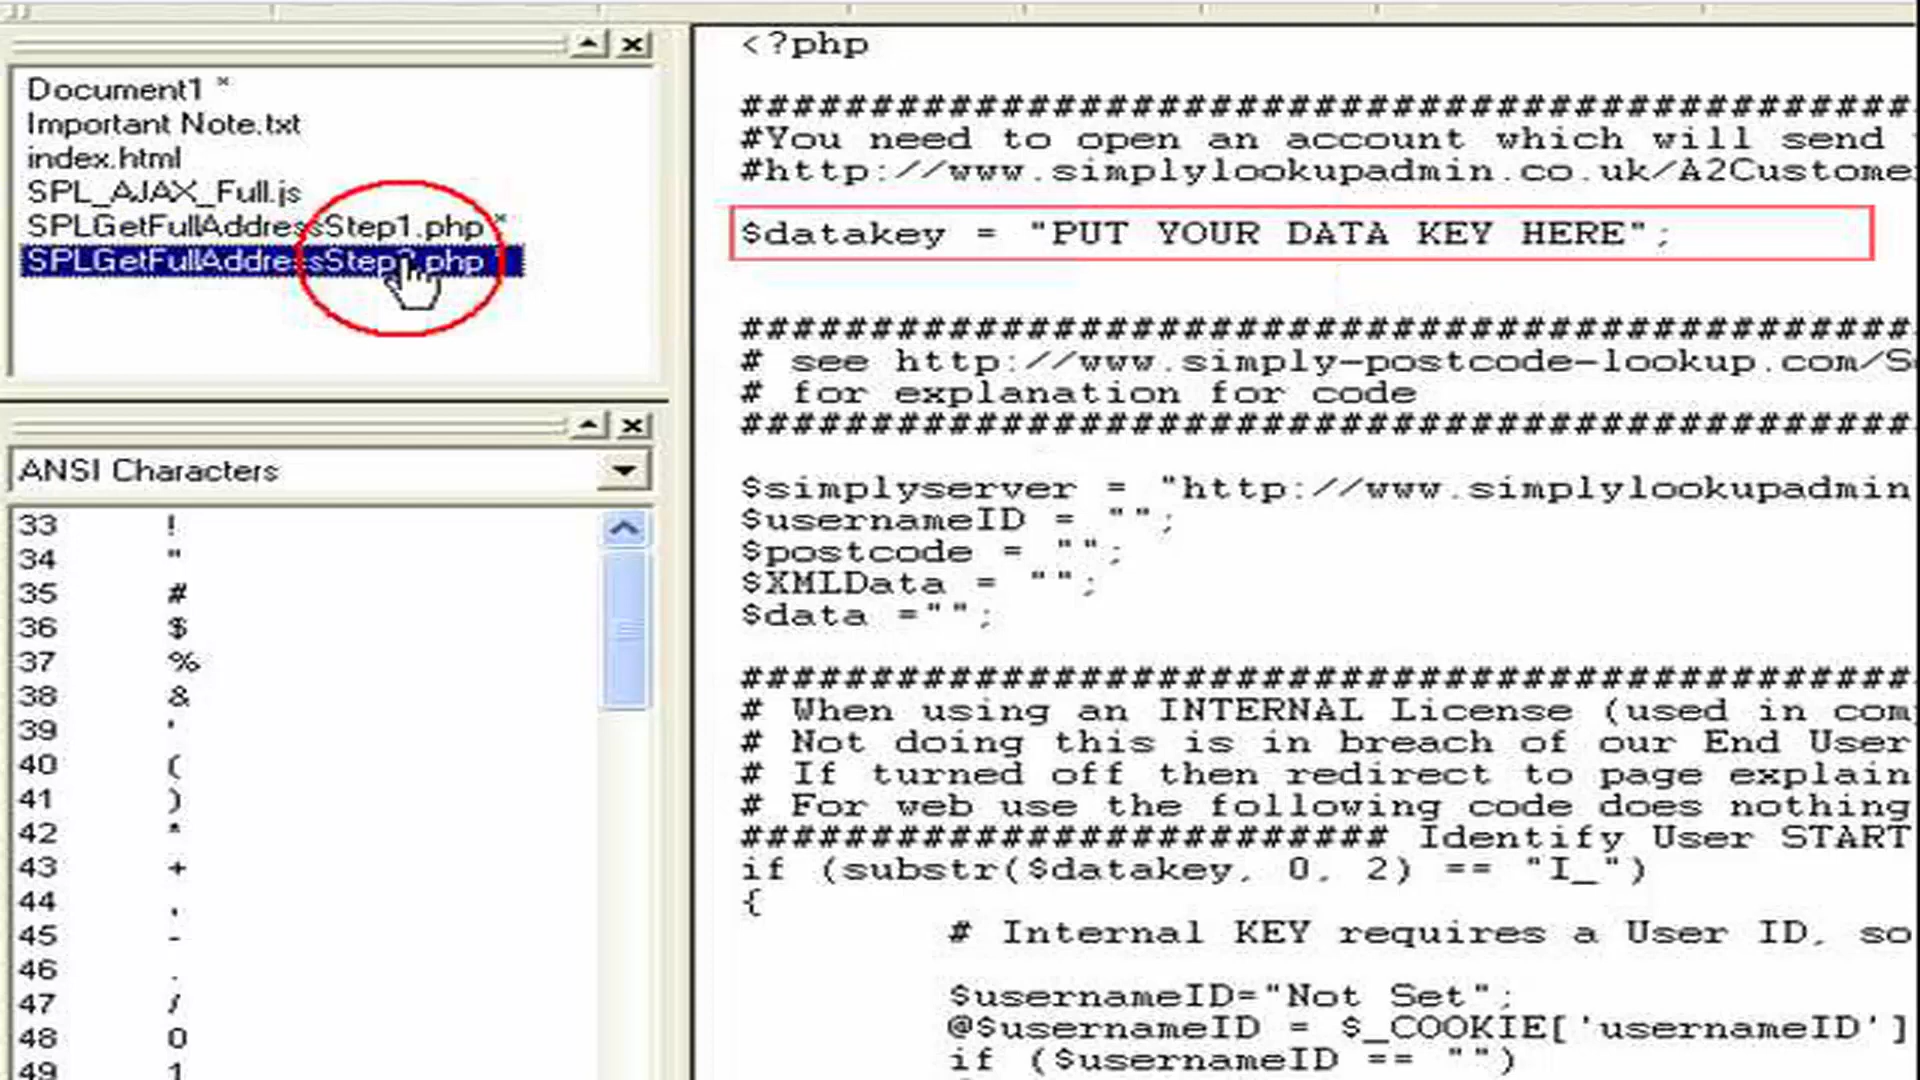 Document1 *
Important Note.txt
index.html
SPL_AJAX_Full.js
SPLGetFullAddressStep1.php *
SPLGetFullAddressStep2.php *
ANSI Characters
33 !
34 "
35 #
36 $
37 %
38 &
39 '
40 (
41 )
42 *
43 +
44 ,
45 -
46 .
47 /
48 0
49 1
<?php
#############################################
#You need to open an account which will send
#http://www.simplylookupadmin.co.uk/A2Custome
$datakey = "PUT YOUR DATA KEY HERE";
#############################################
# see http://www.simply-postcode-lookup.com/S
# for explanation for code
#############################################
$simplyserver = "http://www.simplylookupadmin
$usernameID = "";
$postcode = "";
$XMLData = "";
$data ="";
#############################################
# When using an INTERNAL License (used in com
# Not doing this is in breach of our End User
# If turned off then redirect to page explain
# For web use the following code does nothing
######################### Identify User START
if (substr($datakey, 0, 2) == "I_")
{
# Internal KEY requires a User ID, so
$usernameID="Not Set";
@$usernameID = $_COOKIE['usernameID']
if ($usernameID == "")